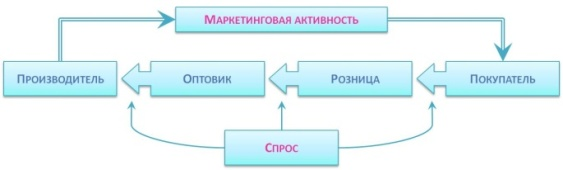 МАРКЕТИНГОВАЯ АКТИВНОСТЬ
ПРОИЗВОДИТЕЛЬ
ОПТОВИК
РОЗНИЦА
ПОКУПАТЕЛЬ
СПРОС